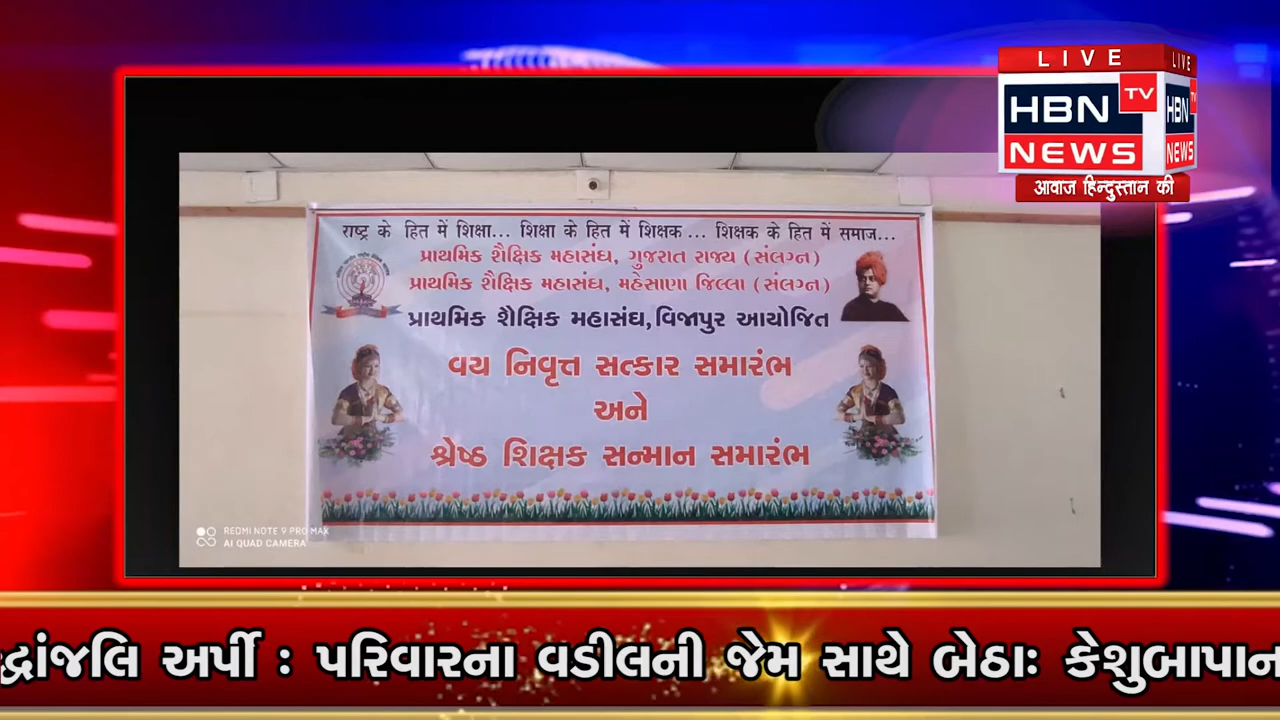 LIVE
LIVE
HBN TV
HBN TV
NEWS
NEWS
आवाज हिन्दुस्तान की
राष्ट्र के हित में शिक्षा... शिक्षा के हित में शिक्षक ... शिक्षक के हित में समाज...
પ્રાથમિક શૈક્ષિક મહાસંઘ, ગુજરાત રાજ્ય (સંલગ્ન)
પ્રાથમિક શૈક્ષિક મહાસંઘ, મહેસાણા જિલ્લા (સંલગ્ન)
પ્રાથમિક શૈક્ષિક મહાસંઘ,વિજાપુર આયોજિત
વય નિવૃત્ત સત્કાર સમારંભ
અને
શ્રેષ્ઠ શિક્ષક સન્માન સમારંભ
REDMI NOTE 9 PRO MAX
AI QUAD CAMERA
દ્ધાંજલિ અર્પી : પરિવારના વડીલની જેમ સાથે બેઠાઃ કેશુબાપાન